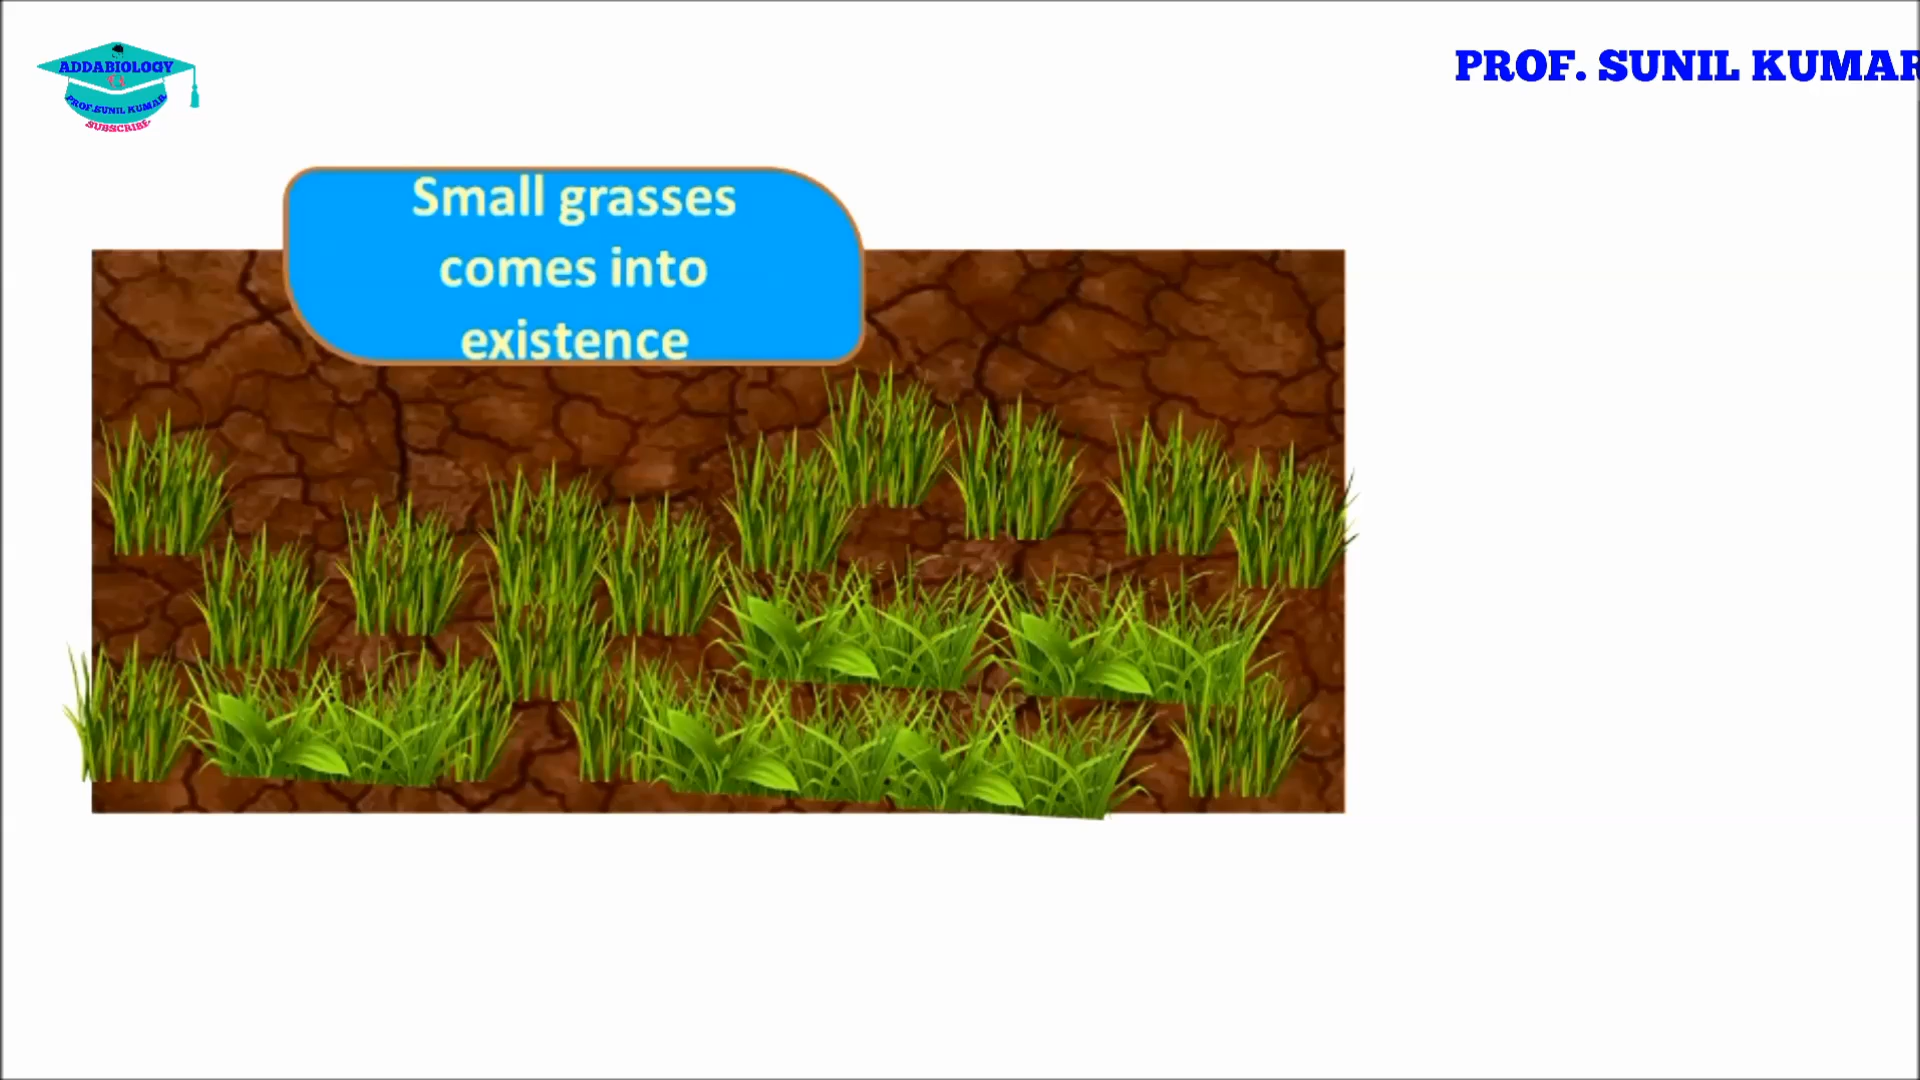 ADDABIOLOGY
PROF.SUNIL KUMAR
SUBSCRIBE
PROF. SUNIL KUMAR
Small grasses
comes into
existence